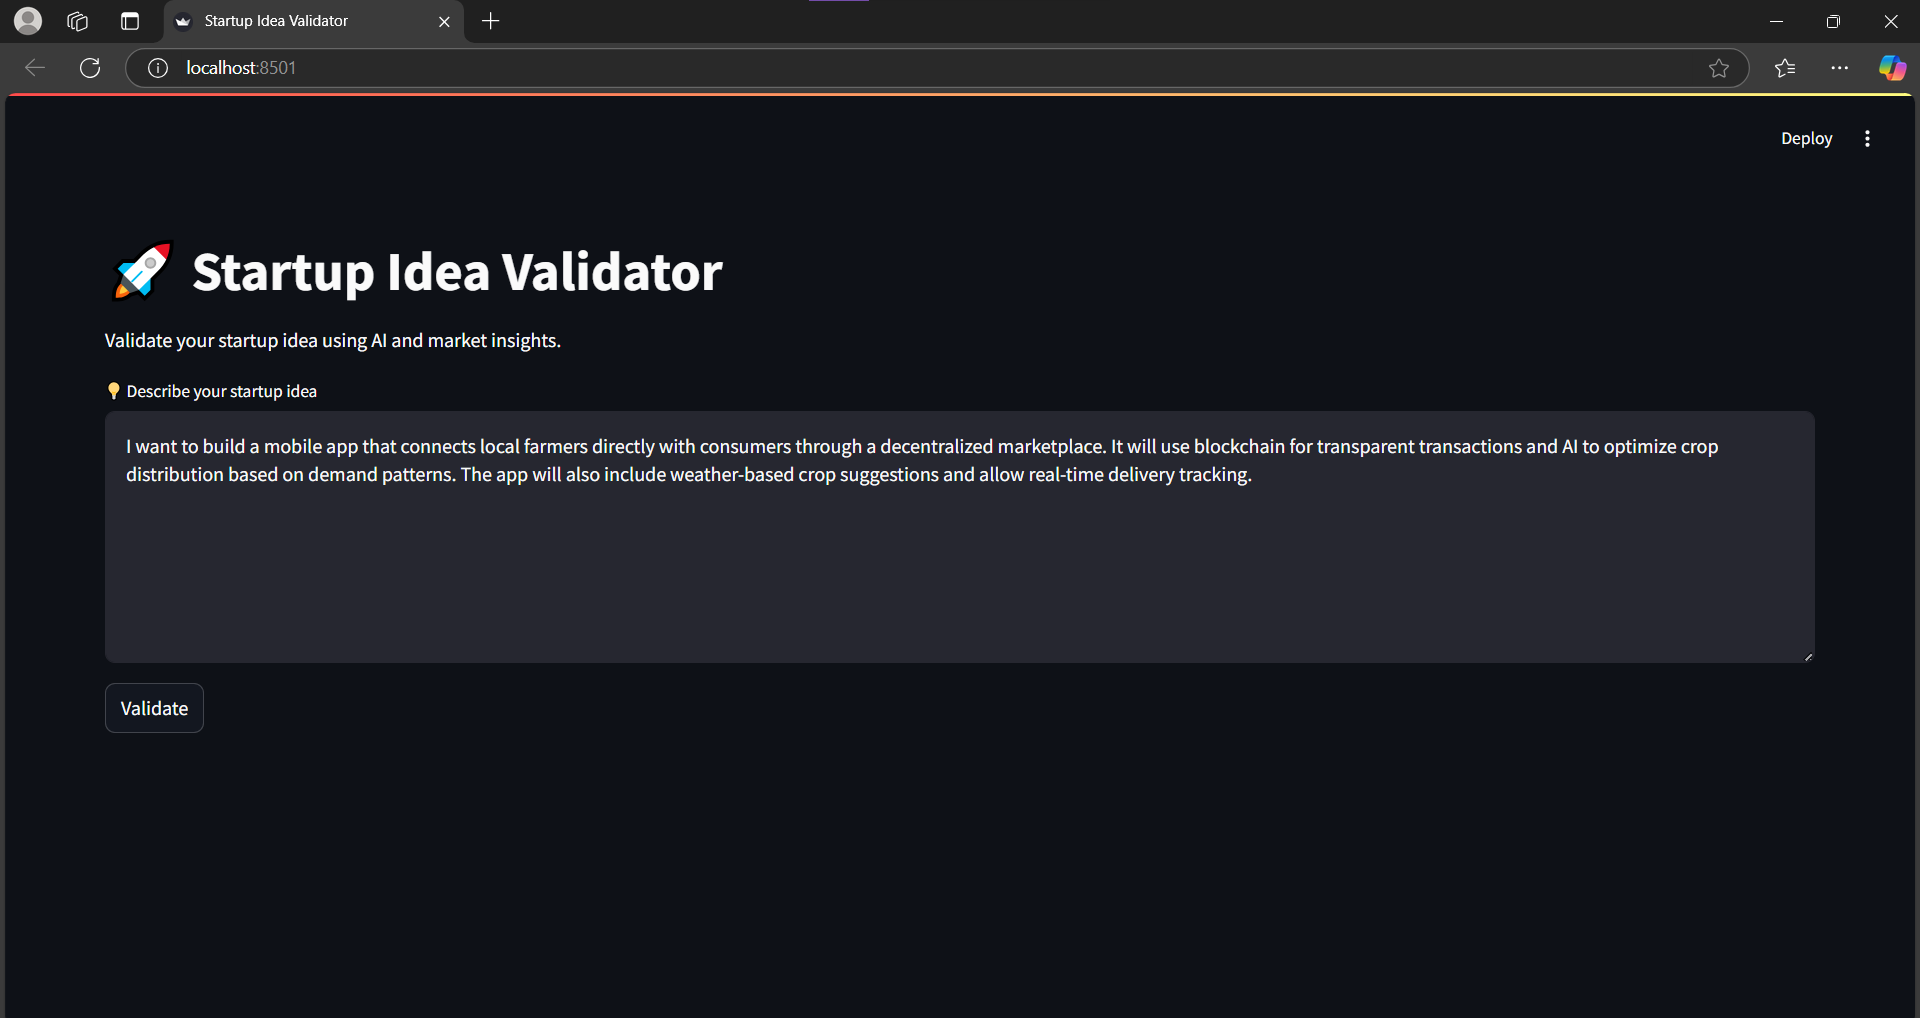 Startup Idea Validator
localhost:8501
Deploy
🚀 Startup Idea Validator
Validate your startup idea using AI and market insights.
💡 Describe your startup idea
I want to build a mobile app that connects local farmers directly with consumers through a decentralized marketplace. It will use blockchain for transparent transactions and AI to optimize crop
distribution based on demand patterns. The app will also include weather-based crop suggestions and allow real-time delivery tracking.
Validate